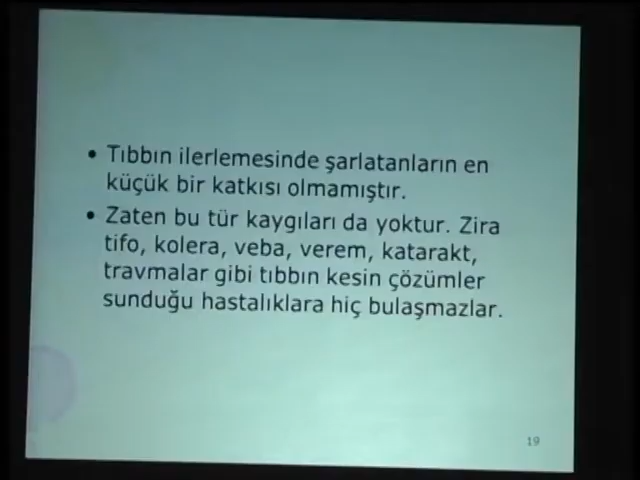 • Tıbbın ilerlemesinde şarlatanların en
küçük bir katkısı olmamıştır.
• Zaten bu tür kaygıları da yoktur. Zira
tifo, kolera, veba, verem, katarakt,
travmalar gibi tıbbın kesin çözümler
sunduğu hastalıklara hiç bulaşmazlar.
19